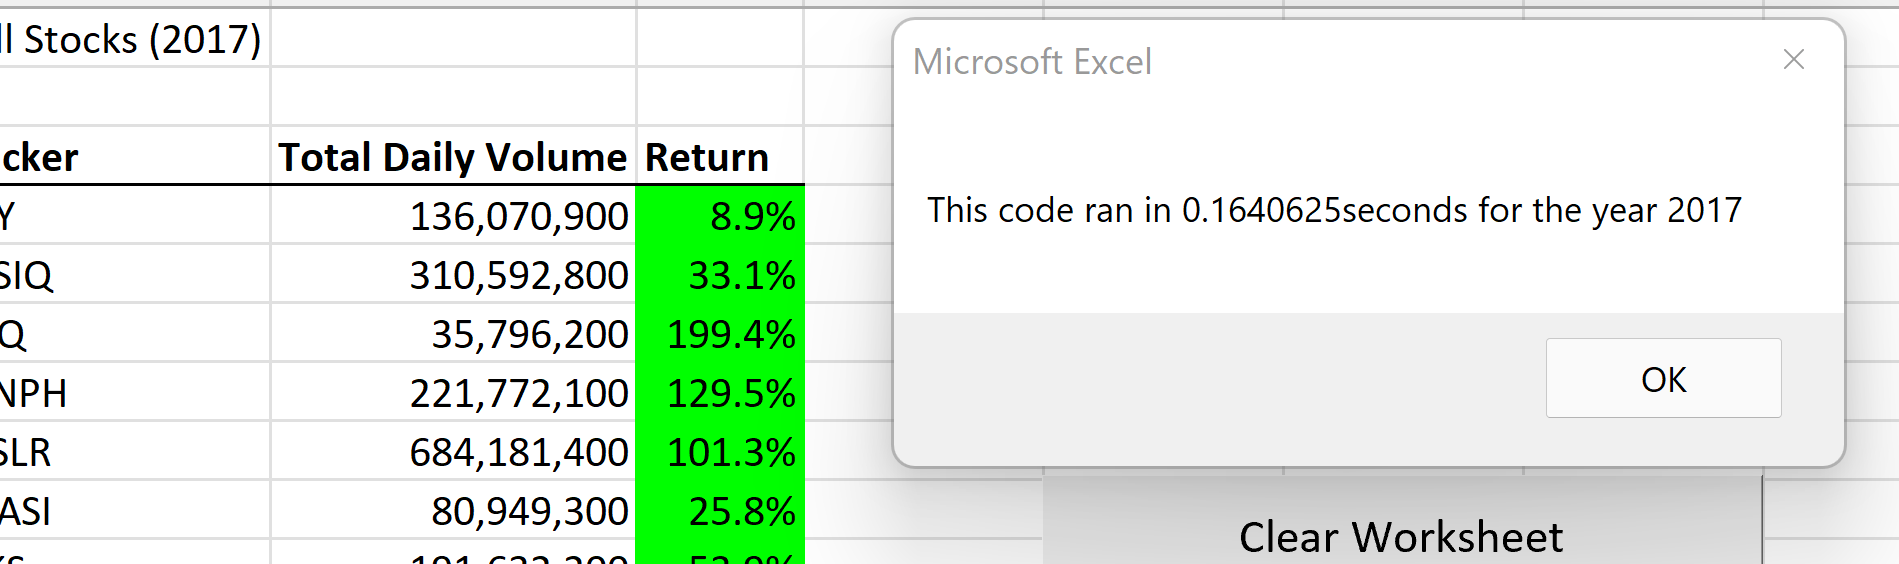 ll Stocks (2017)
Microsoft Excel
This code ran in 0.1640625seconds for the year 2017
OK
cker Total Daily Volume Return
Y 136,070,900 8.9%
SIQ 310,592,800 33.1%
Q 35,796,200 199.4%
NPH 221,772,100 129.5%
SLR 684,181,400 101.3%
ASI 80,949,300 25.8%
Clear Worksheet